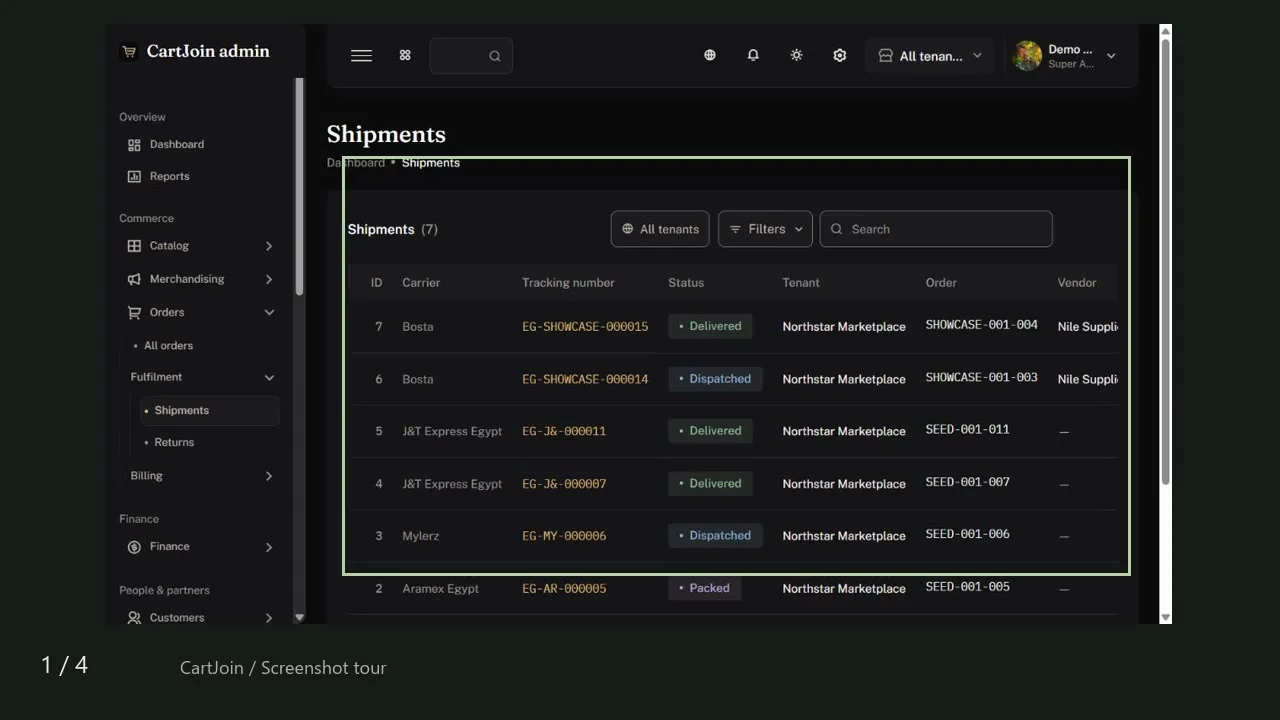 CartJoin admin
All tenan...
Demo ...
Super A...
Overview
Dashboard
Reports
Commerce
Catalog
Merchandising
Orders
All orders
Fulfilment
Shipments
Returns
Billing
Finance
Finance
People & partners
Customers
Shipments
Dashboard • Shipments
Shipments (7)
All tenants
Filters
Search
ID Carrier Tracking number Status Tenant Order Vendor
7 Bosta EG-SHOWCASE-000015 • Delivered Northstar Marketplace SHOWCASE-001-004 Nile Suppli
6 Bosta EG-SHOWCASE-000014 • Dispatched Northstar Marketplace SHOWCASE-001-003 Nile Suppli
5 J&T Express Egypt EG-J&-000011 • Delivered Northstar Marketplace SEED-001-011 —
4 J&T Express Egypt EG-J&-000007 • Delivered Northstar Marketplace SEED-001-007 —
3 Mylerz EG-MY-000006 • Dispatched Northstar Marketplace SEED-001-006 —
2 Aramex Egypt EG-AR-000005 • Packed Northstar Marketplace SEED-001-005 —
1 / 4
CartJoin / Screenshot tour